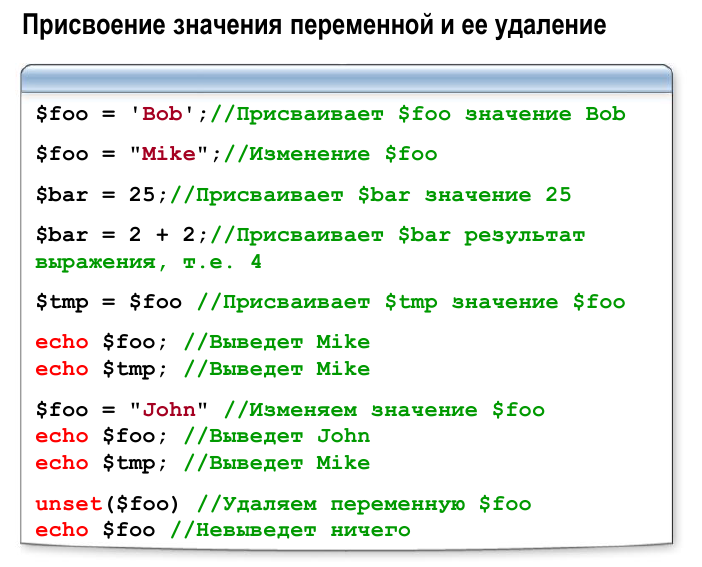 Присвоение значения переменной и ее удаление
$foo = 'Bob';//Присваивает $foo значение Bob
$foo = "Mike";//Изменение $foo
$bar = 25;//Присваивает $bar значение 25
$bar = 2 + 2;//Присваивает $bar результат
выражения, т.е. 4
$tmp = $foo //Присваивает $tmp значение $foo
echo $foo; //Выведет Mike
echo $tmp; //Выведет Mike
$foo = "John" //Изменяем значение $foo
echo $foo; //Выведет John
echo $tmp; //Выведет Mike
unset($foo) //Удаляем переменную $foo
echo $foo //Невыведет ничего